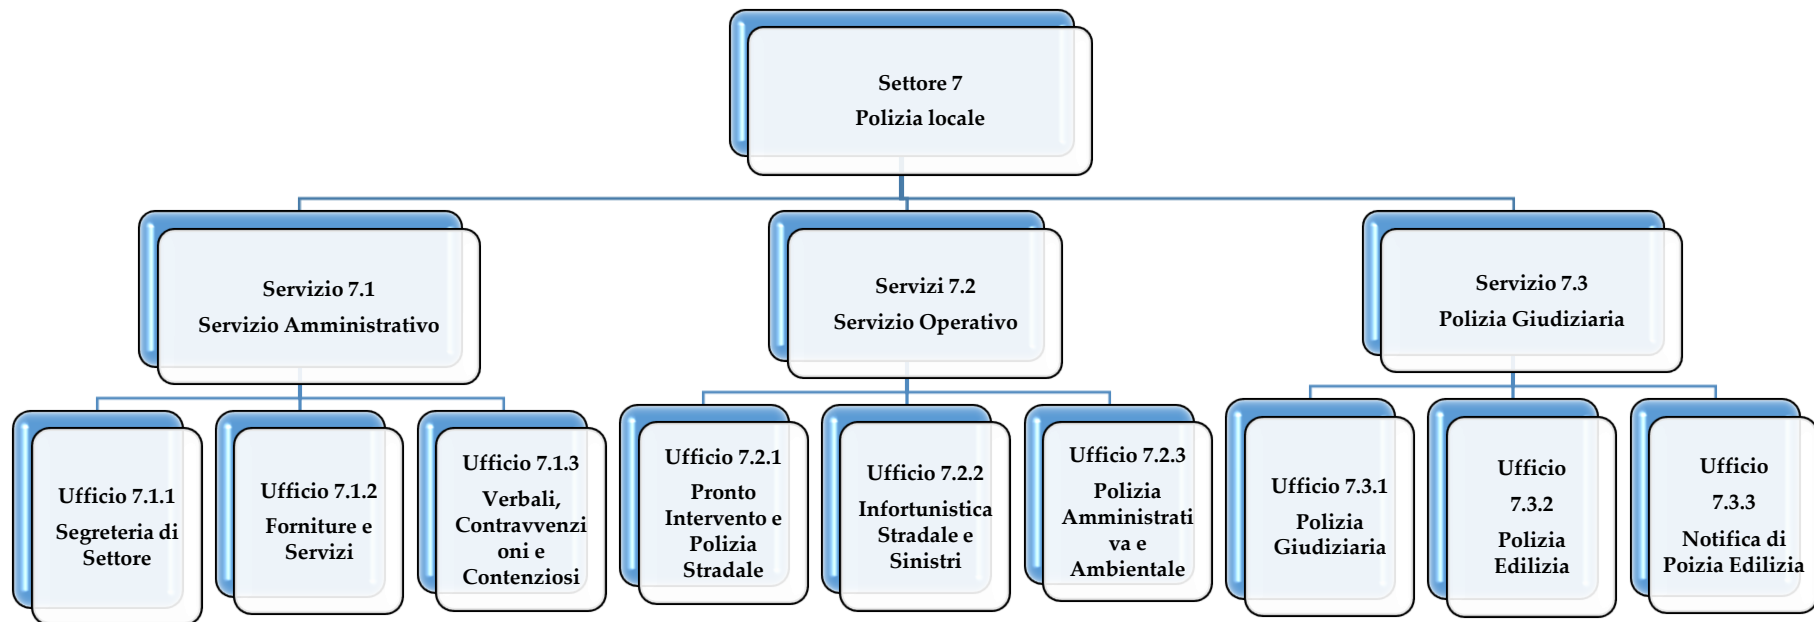 Settore 7
Polizia locale
Servizio 7.1
Servizio Amministrativo
Servizi 7.2
Servizio Operativo
Servizio 7.3
Polizia Giudiziaria
Ufficio 7.1.1
Segreteria di
Settore
Ufficio 7.1.2
Forniture e
Servizi
Ufficio 7.1.3
Verbali,
Contravvenzi
oni e
Contenziosi
Ufficio 7.2.1
Pronto
Intervento e
Polizia
Stradale
Ufficio 7.2.2
Infortunistica
Stradale e
Sinistri
Ufficio 7.2.3
Polizia
Amministrati
va e
Ambientale
Ufficio 7.3.1
Polizia
Giudiziaria
Ufficio
7.3.2
Polizia
Edilizia
Ufficio
7.3.3
Notifica di
Poizia Edilizia